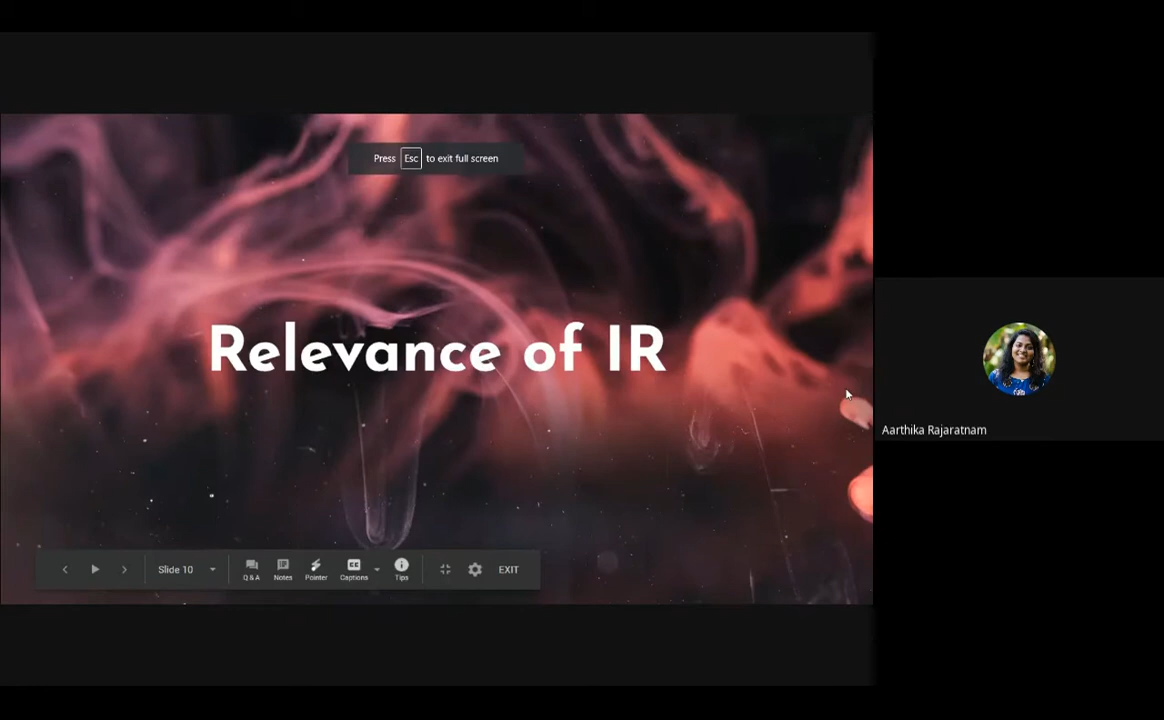 Press Esc to exit full screen
Relevance of IR
Aarthika Rajaratnam
Slide 10
Q & A Notes Pointer Captions Tips EXIT